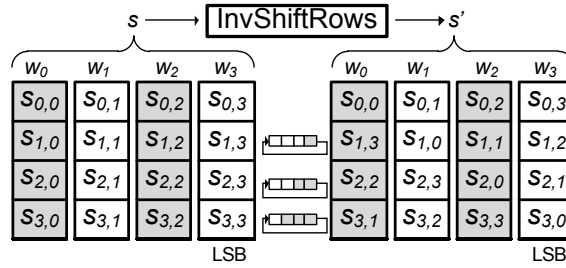 s InvShiftRows s'
w0 w1 w2 w3 w0 w1 w2 w3
s0,0 s0,1 s0,2 s0,3 s0,0 s0,1 s0,2 s0,3
s1,0 s1,1 s1,2 s1,3 s1,3 s1,0 s1,1 s1,2
s2,0 s2,1 s2,2 s2,3 s2,2 s2,3 s2,0 s2,1
s3,0 s3,1 s3,2 s3,3 s3,1 s3,2 s3,3 s3,0
LSB LSB